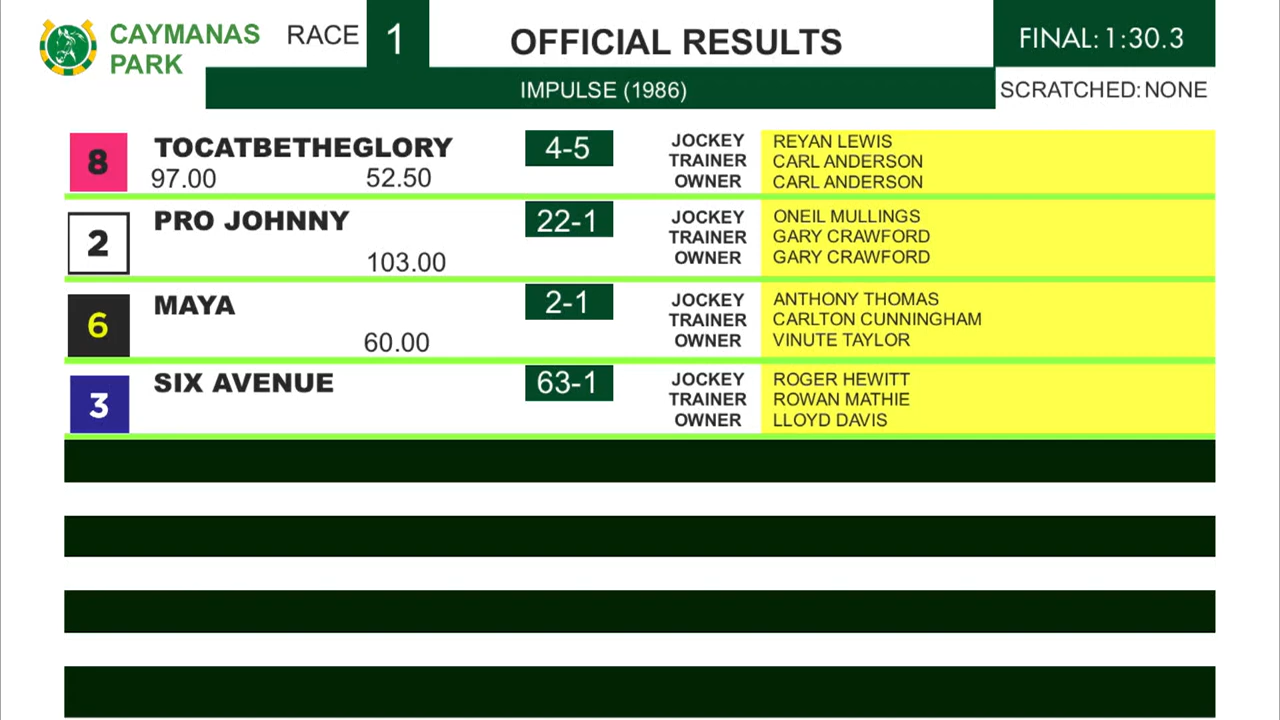 CAYMANAS PARK
RACE 1
OFFICIAL RESULTS
FINAL: 1:30.3
IMPULSE (1986)
SCRATCHED: NONE
8 TOCATBETHEGLORY 4-5
97.00 52.50
JOCKEY REYAN LEWIS
TRAINER CARL ANDERSON
OWNER CARL ANDERSON
2 PRO JOHNNY 22-1
103.00
JOCKEY ONEIL MULLINGS
TRAINER GARY CRAWFORD
OWNER GARY CRAWFORD
6 MAYA 2-1
60.00
JOCKEY ANTHONY THOMAS
TRAINER CARLTON CUNNINGHAM
OWNER VINUTE TAYLOR
3 SIX AVENUE 63-1
JOCKEY ROGER HEWITT
TRAINER ROWAN MATHIE
OWNER LLOYD DAVIS